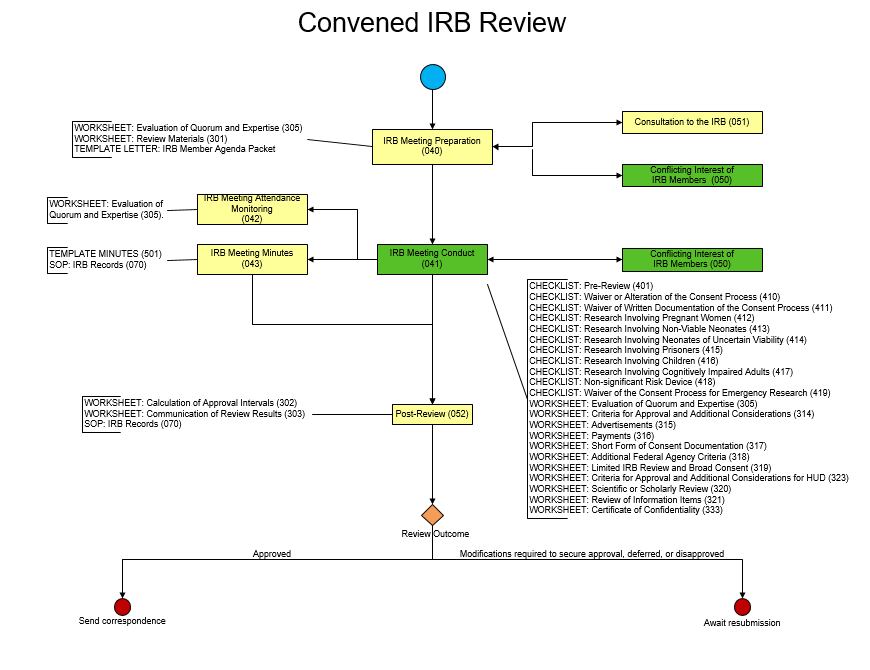 Convened IRB Review
WORKSHEET: Evaluation of Quorum and Expertise (305)
WORKSHEET: Review Materials (301)
TEMPLATE LETTER: IRB Member Agenda Packet
IRB Meeting Preparation
(040)
Consultation to the IRB (051)
Conflicting Interest of
IRB Members  (050)
WORKSHEET: Evaluation of
Quorum and Expertise (305).
IRB Meeting Attendance
Monitoring
(042)
TEMPLATE MINUTES (501)
SOP: IRB Records (070)
IRB Meeting Minutes
(043)
IRB Meeting Conduct
(041)
Conflicting Interest of
IRB Members (050)
CHECKLIST: Pre-Review (401)
CHECKLIST: Waiver or Alteration of the Consent Process (410)
CHECKLIST: Waiver of Written Documentation of the Consent Process (411)
CHECKLIST: Research Involving Pregnant Women (412)
CHECKLIST: Research Involving Non-Viable Neonates (413)
CHECKLIST: Research Involving Neonates of Uncertain Viability (414)
CHECKLIST: Research Involving Prisoners (415)
CHECKLIST: Research Involving Children (416)
CHECKLIST: Research Involving Cognitively Impaired Adults (417)
CHECKLIST: Non-significant Risk Device (418)
CHECKLIST: Waiver of the Consent Process for Emergency Research (419)
WORKSHEET: Evaluation of Quorum and Expertise (305)
WORKSHEET: Criteria for Approval and Additional Considerations (314)
WORKSHEET: Advertisements (315)
WORKSHEET: Payments (316)
WORKSHEET: Short Form of Consent Documentation (317)
WORKSHEET: Additional Federal Agency Criteria (318)
WORKSHEET: Limited IRB Review and Broad Consent (319)
WORKSHEET: Criteria for Approval and Additional Considerations for HUD (323)
WORKSHEET: Scientific or Scholarly Review (320)
WORKSHEET: Review of Information Items (321)
WORKSHEET: Certificate of Confidentiality (333)
WORKSHEET: Calculation of Approval Intervals (302)
WORKSHEET: Communication of Review Results (303)
SOP: IRB Records (070)
Post-Review (052)
Review Outcome
Approved
Modifications required to secure approval, deferred, or disapproved
Send correspondence
Await resubmission